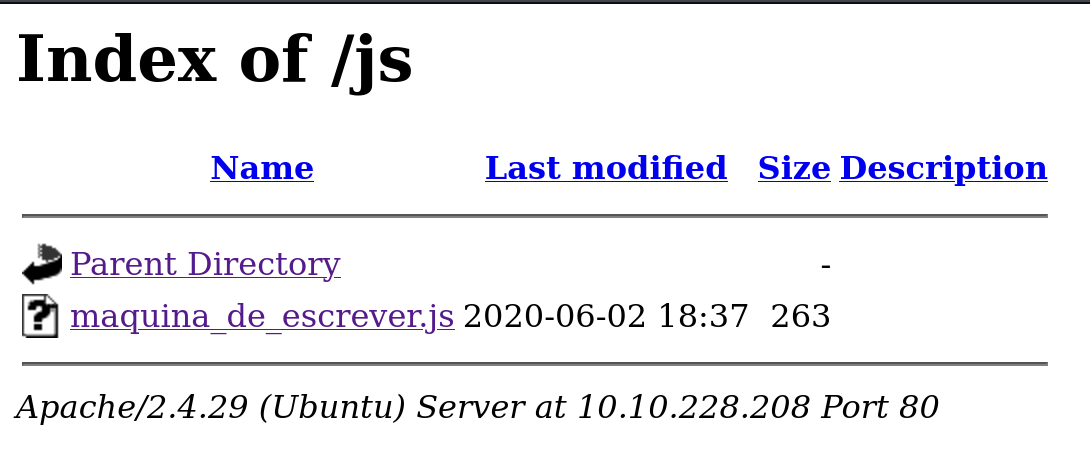 Index of /js
Name Last modified Size Description
Parent Directory -
maquina_de_escrever.js 2020-06-02 18:37 263
Apache/2.4.29 (Ubuntu) Server at 10.10.228.208 Port 80